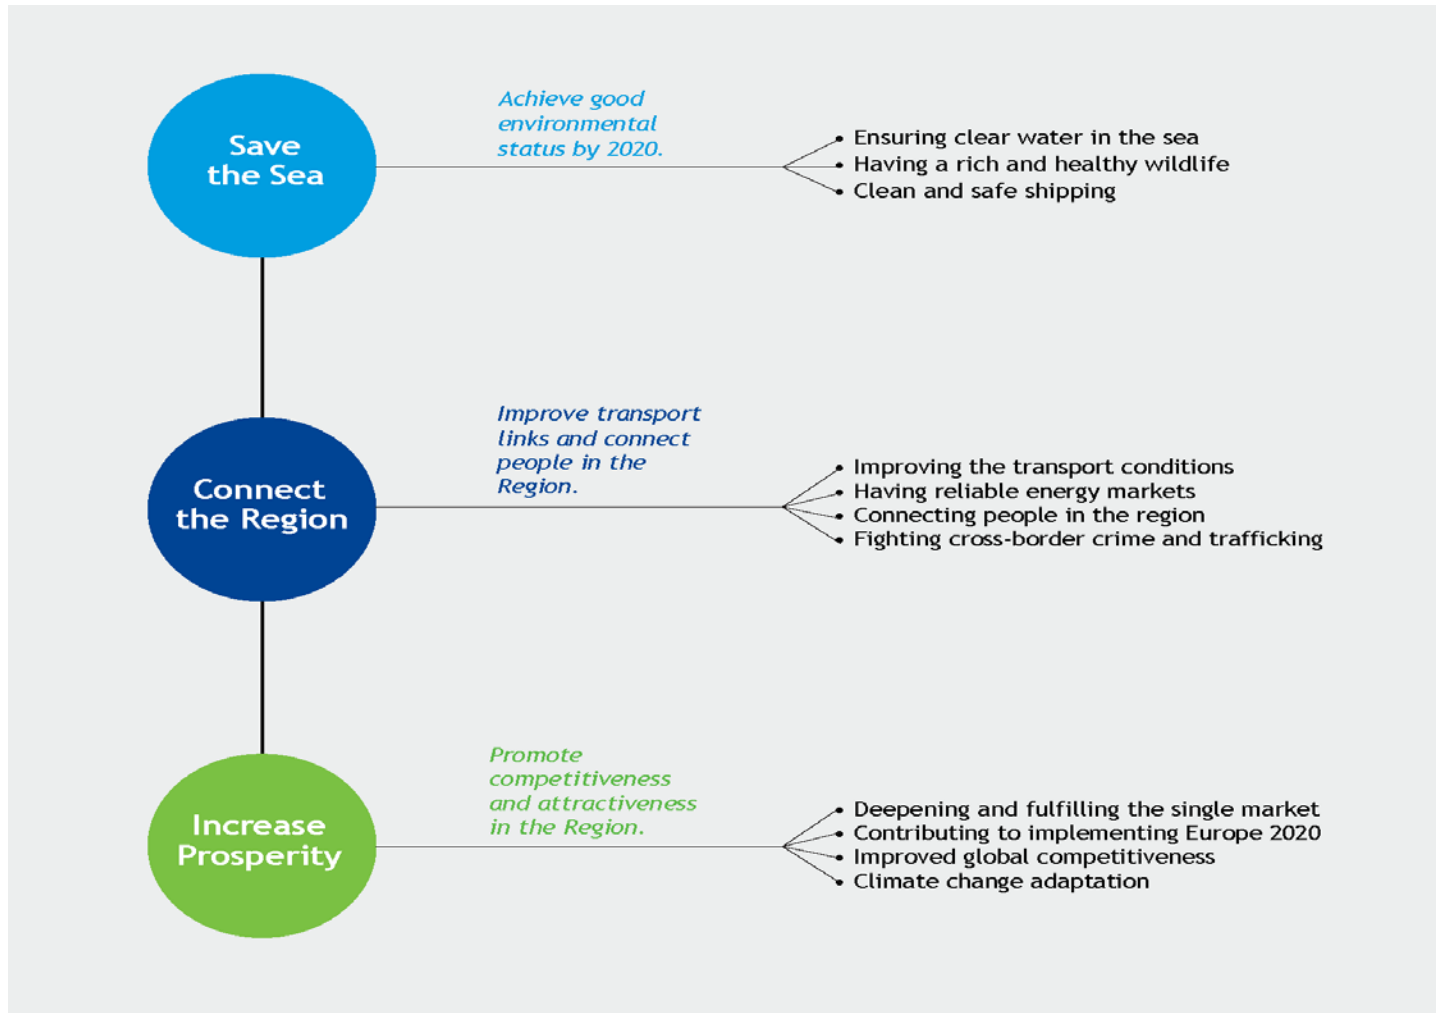 Save
the Sea
Achieve good
environmental
status by 2020.
• Ensuring clear water in the sea
• Having a rich and healthy wildlife
• Clean and safe shipping
Connect
the Region
Improve transport
links and connect
people in the
Region.
• Improving the transport conditions
• Having reliable energy markets
• Connecting people in the region
• Fighting cross-border crime and trafficking
Increase
Prosperity
Promote
competitiveness
and attractiveness
in the Region.
• Deepening and fulfilling the single market
• Contributing to implementing Europe 2020
• Improved global competitiveness
• Climate change adaptation